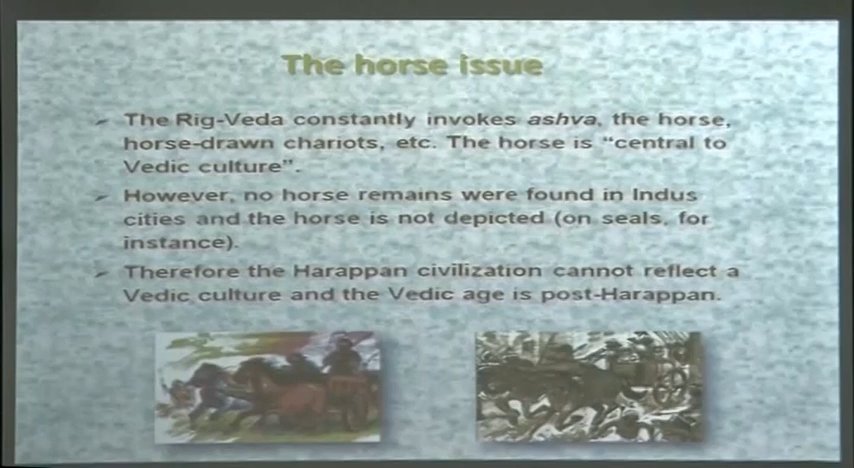 The horse issue
The Rig-Veda constantly invokes ashva, the horse,
horse-drawn chariots, etc. The horse is “central to
Vedic culture”.
However, no horse remains were found in Indus
cities and the horse is not depicted (on seals, for
instance).
Therefore the Harappan civilization cannot reflect a
Vedic culture and the Vedic age is post-Harappan.